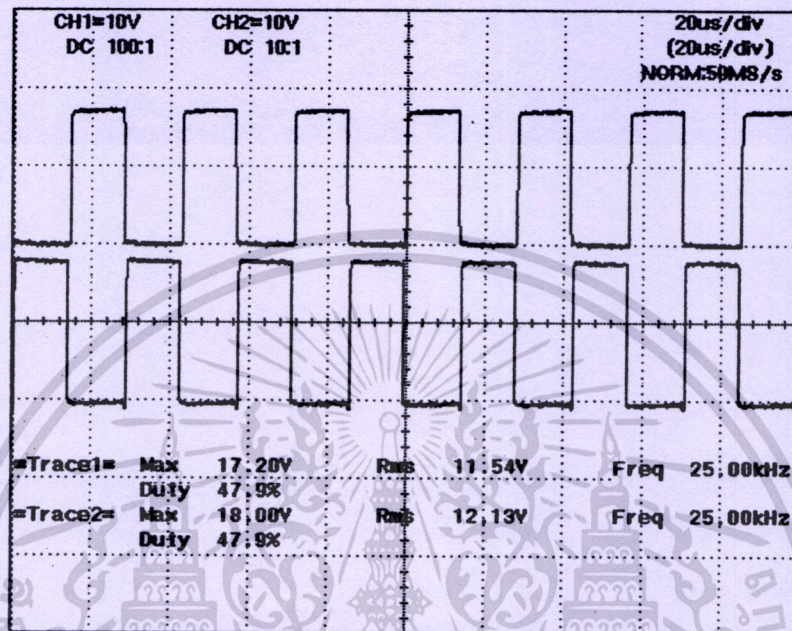 CH1=10V CH2=10V 20us/div
DC 100:1 DC 10:1 (20us/div)
NORM:50MS/s
=Trace1= Max 17.20V Rms 11.54V Freq 25.00kHz
Duty 47.9%
=Trace2= Max 18.00V Rms 12.13V Freq 25.00kHz
Duty 47.9%